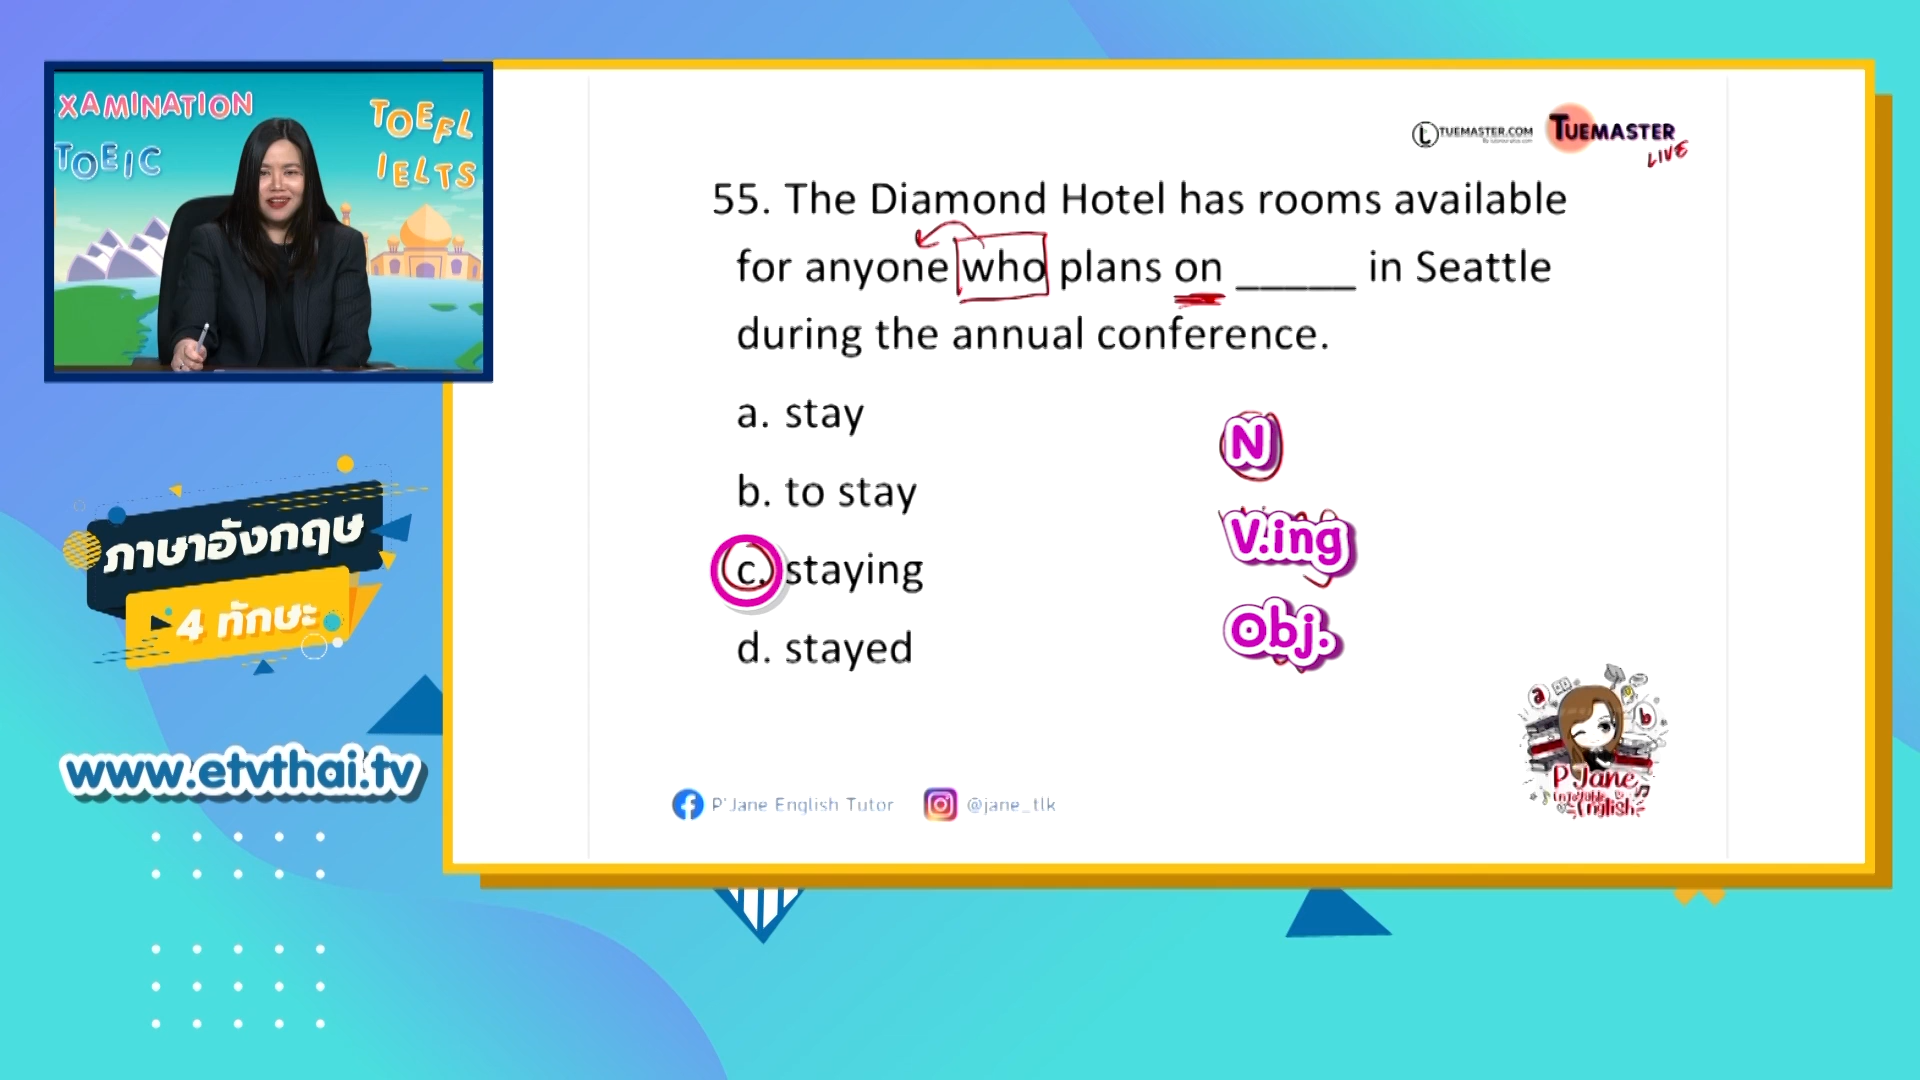 XAMINATION
TOEIC
TOEFL
IELTS
ภาษาอังกฤษ
4 ทักษะ
www.etvthai.tv
TUEMASTER.COM
TUEMASTER
LIVE
55. The Diamond Hotel has rooms available
for anyone who plans on _____ in Seattle
during the annual conference.
a. stay
b. to stay
c. staying
d. stayed
N
V.ing
obj.
P'Jane English Tutor
@jane_tlk
a
b
P'Jane
Enjoyable
English